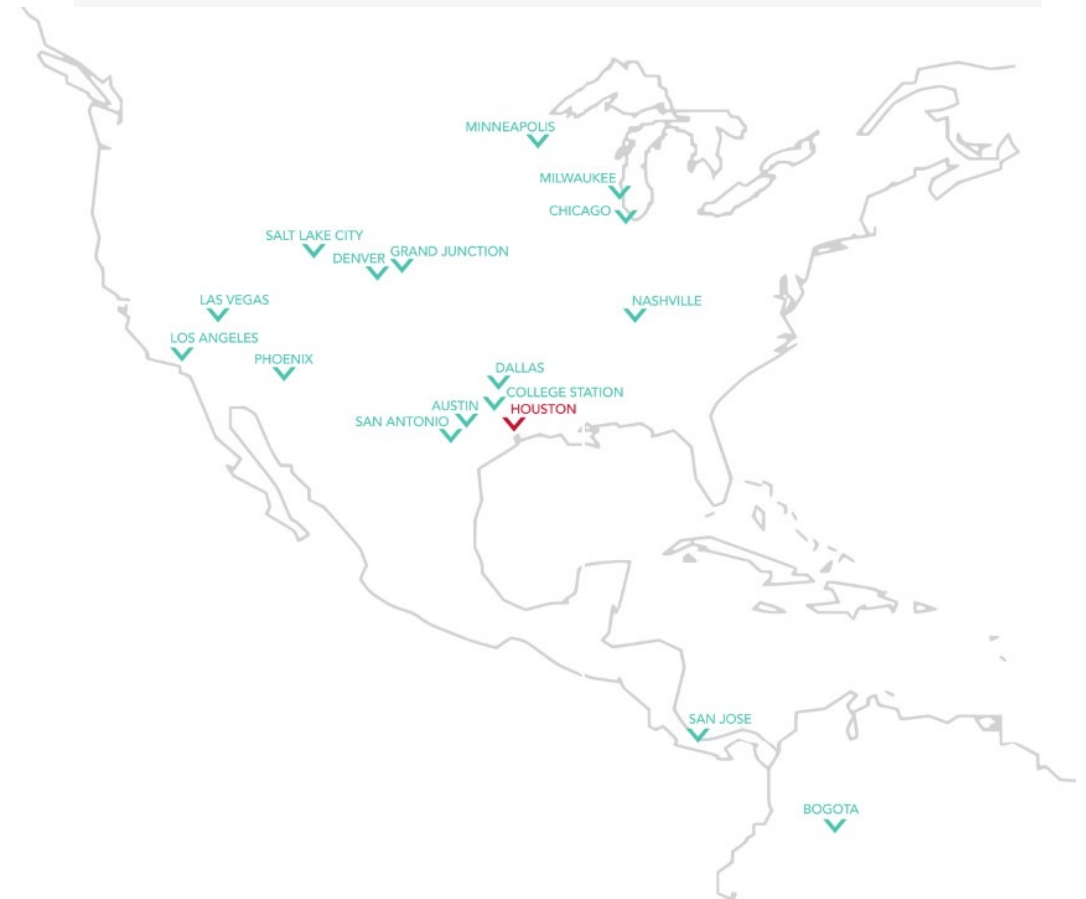 MINNEAPOLIS
MILWAUKEE
CHICAGO
SALT LAKE CITY
DENVER
GRAND JUNCTION
LAS VEGAS
NASHVILLE
LOS ANGELES
PHOENIX
DALLAS
COLLEGE STATION
AUSTIN
HOUSTON
SAN ANTONIO
SAN JOSE
BOGOTA